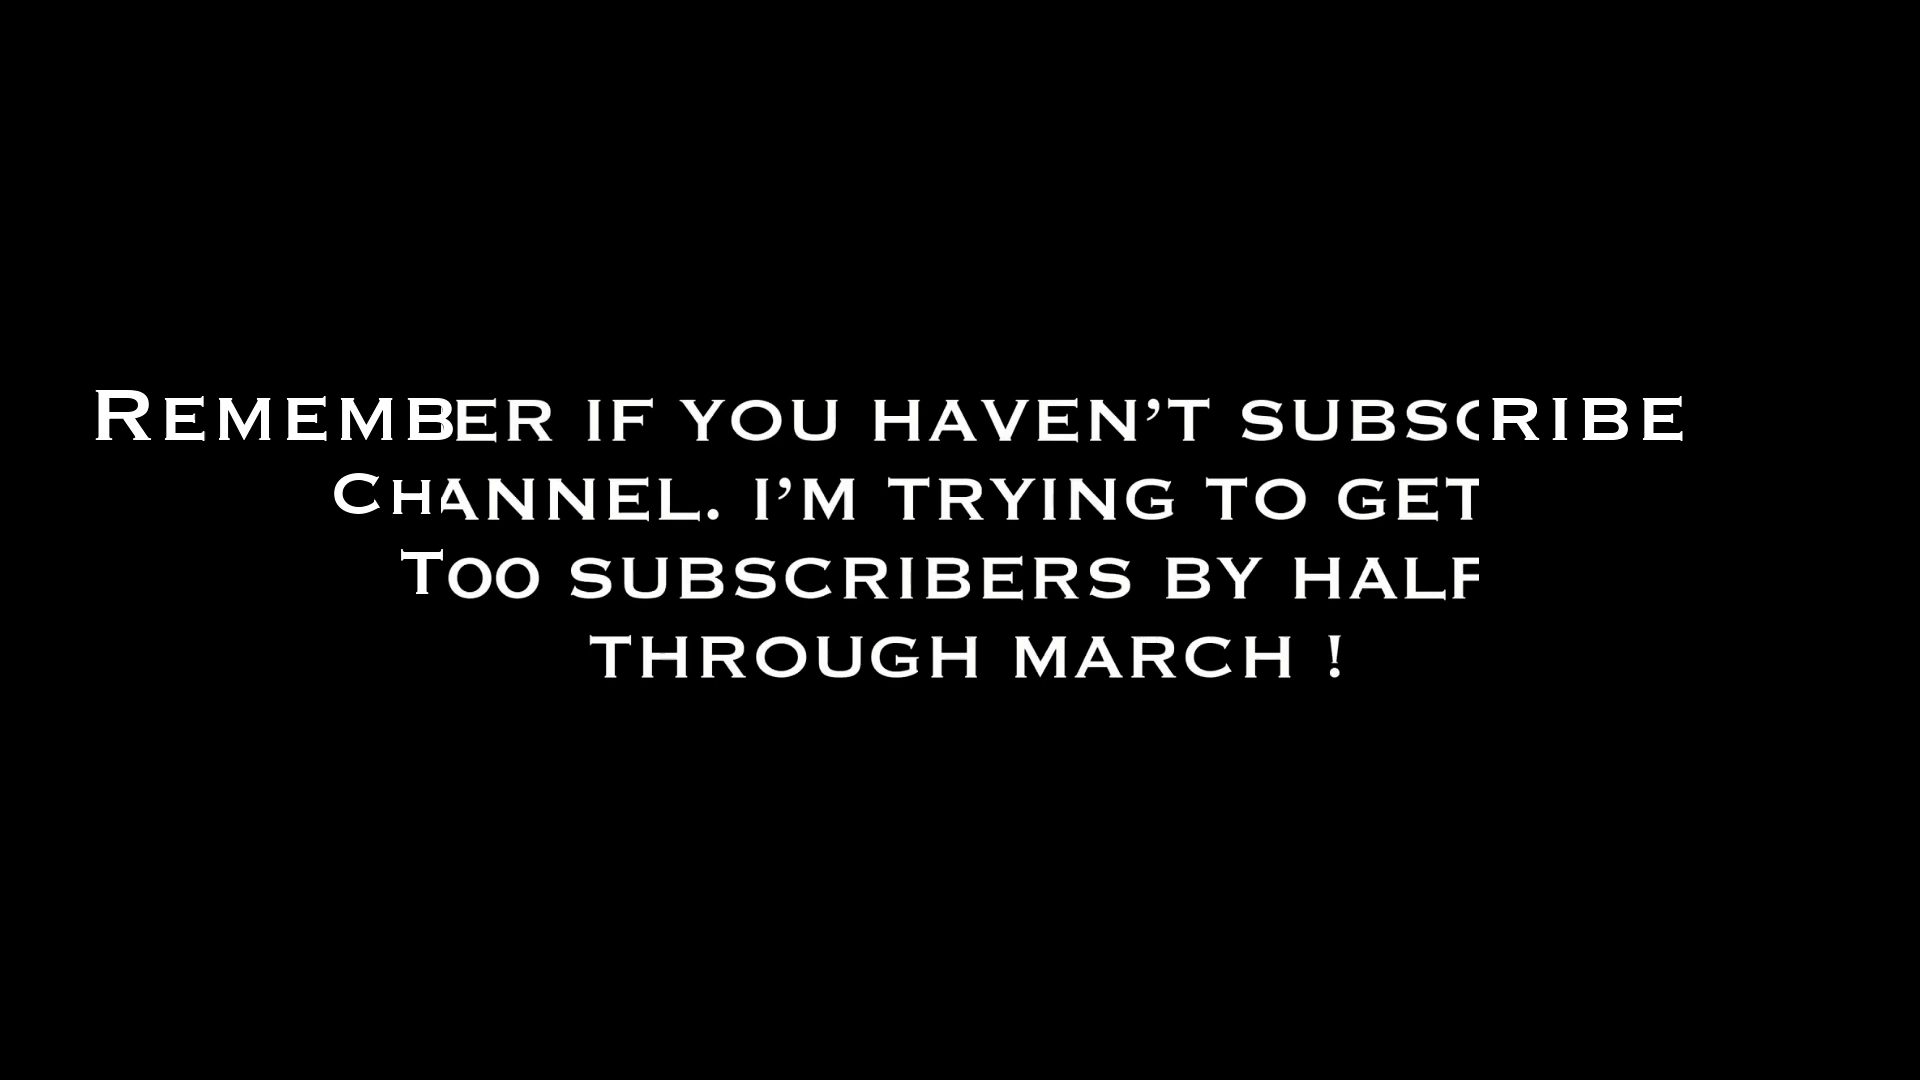 Remember if you haven't subscribe
Channel. I'm trying to get
Too subscribers by half
through march !